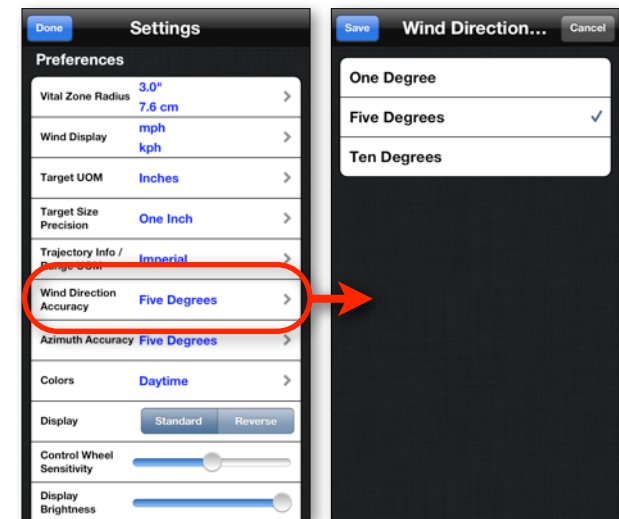 Done Settings
Preferences
Vital Zone Radius 3.0"
7.6 cm
Wind Display mph
kph
Target UOM Inches
Target Size
Precision One Inch
Trajectory Info /
Range UOM Imperial
Wind Direction
Accuracy Five Degrees
Azimuth Accuracy Five Degrees
Colors Daytime
Display Standard Reverse
Control Wheel
Sensitivity
Display
Brightness
Save Wind Direction... Cancel
One Degree
Five Degrees
Ten Degrees